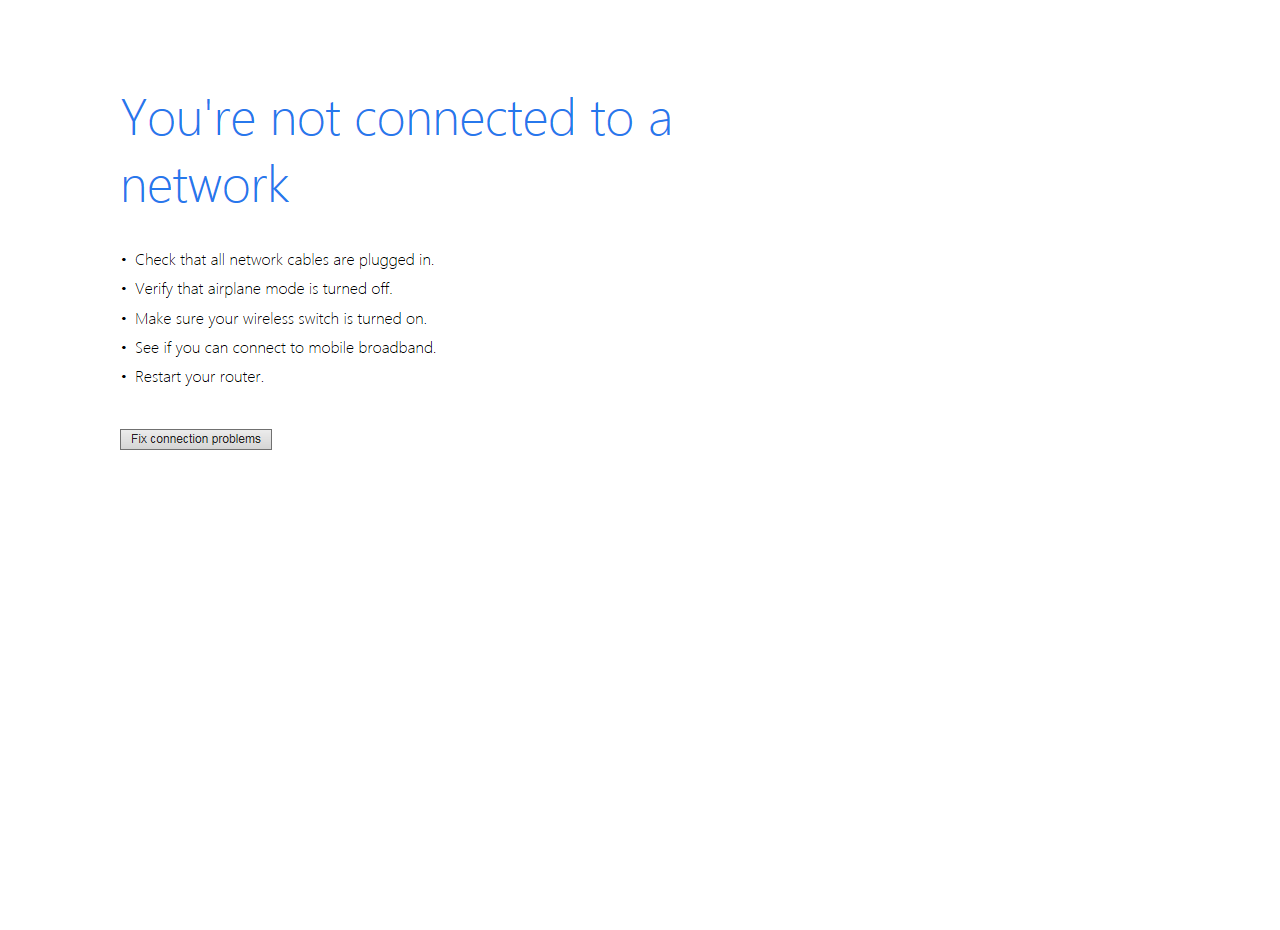 You're not connected to a
network
• Check that all network cables are plugged in.
• Verify that airplane mode is turned off.
• Make sure your wireless switch is turned on.
• See if you can connect to mobile broadband.
• Restart your router.
Fix connection problems